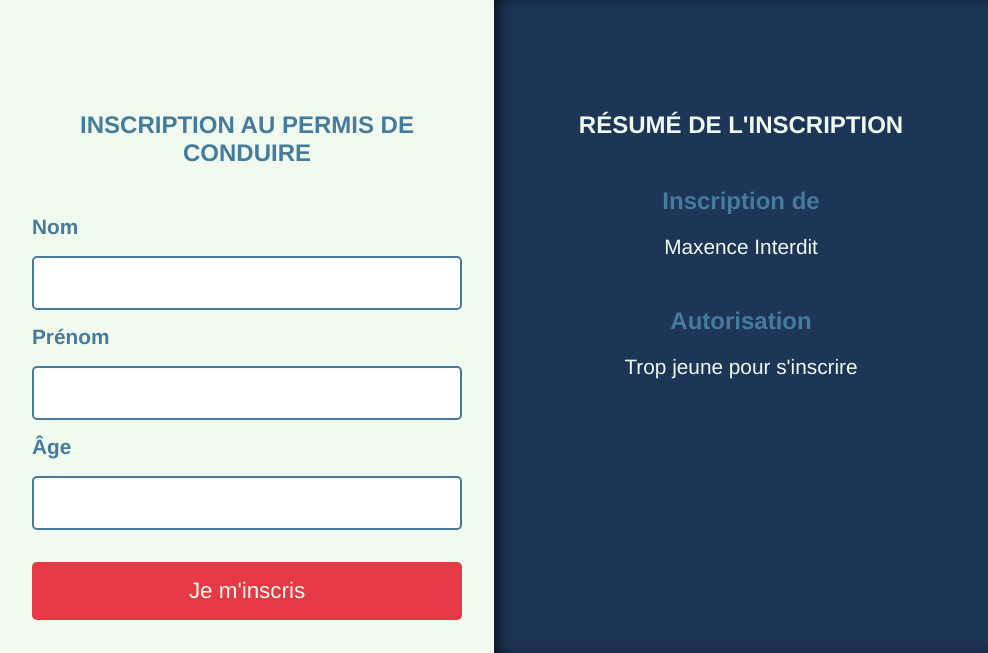 INSCRIPTION AU PERMIS DE
CONDUIRE
Nom
Prénom
Âge
Je m'inscris
RÉSUMÉ DE L'INSCRIPTION
Inscription de
Maxence Interdit
Autorisation
Trop jeune pour s'inscrire